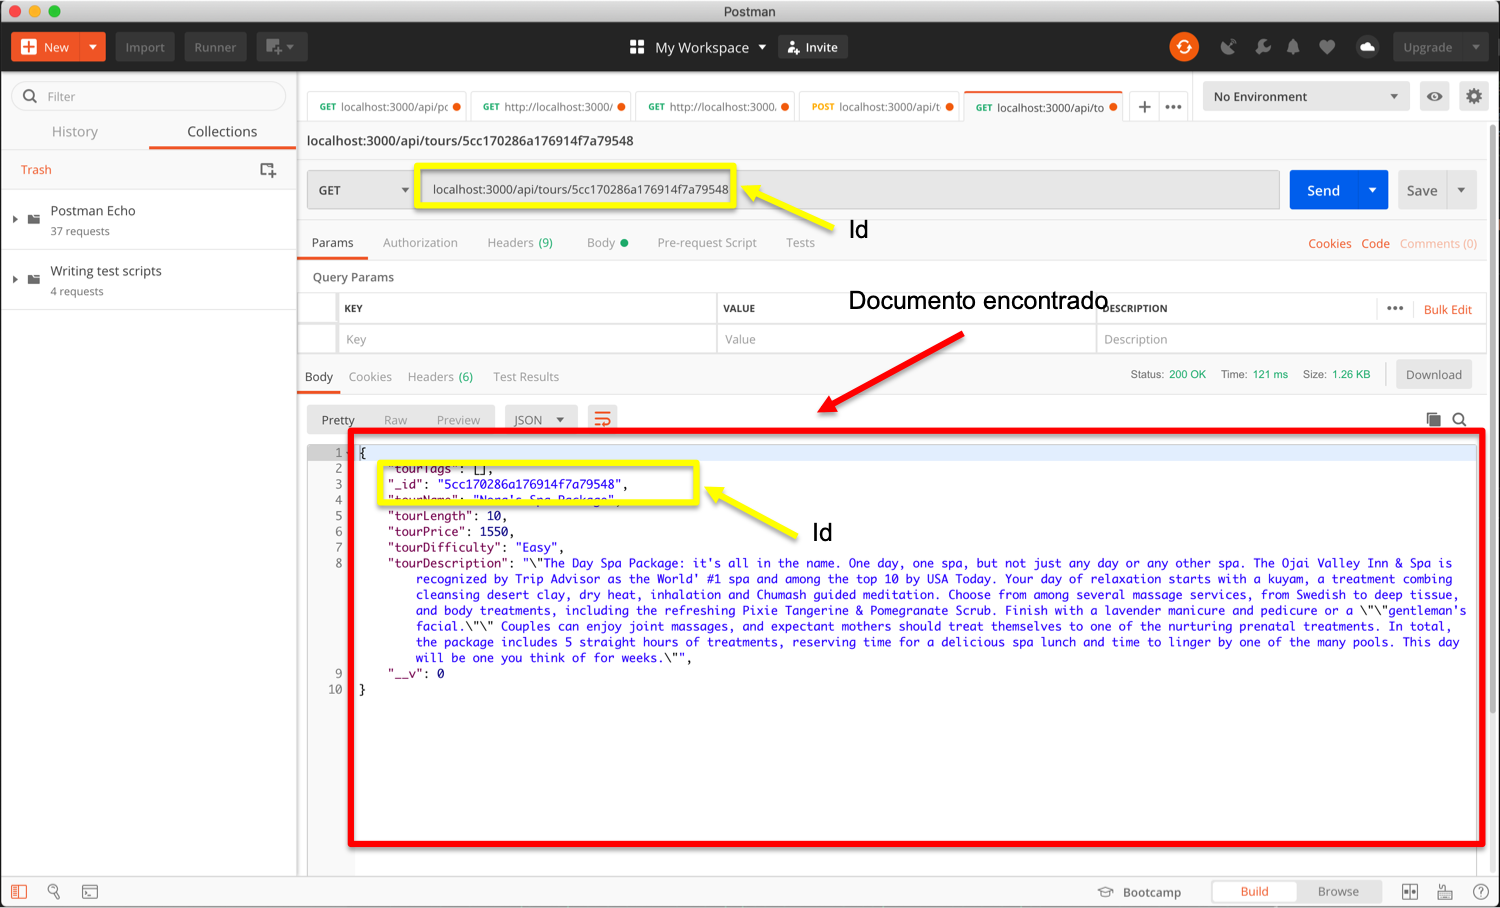 Postman
New
Import
Runner
My Workspace
Invite
Upgrade
Filter
History
Collections
Trash
Postman Echo
37 requests
Writing test scripts
4 requests
GET localhost:3000/api/pc
GET http://localhost:3000/
GET http://localhost:3000.
POST localhost:3000/api/t
GET localhost:3000/api/to
No Environment
localhost:3000/api/tours/5cc170286a176914f7a79548
GET
localhost:3000/api/tours/5cc170286a176914f7a79548
Send
Save
Id
Params
Authorization
Headers (9)
Body
Pre-request Script
Tests
Cookies
Code
Comments (0)
Query Params
Documento encontrado
KEY
VALUE
DESCRIPTION
Bulk Edit
Key
Value
Description
Body
Cookies
Headers (6)
Test Results
Status: 200 OK
Time: 121 ms
Size: 1.26 KB
Download
Pretty
Raw
Preview
JSON
1 {
2 "tourTags": [],
3 "_id": "5cc170286a176914f7a79548",
4 "tourName": "Nona's Spa Package",
5 "tourLength": 10,
6 "tourPrice": 1550,
Id
7 "tourDifficulty": "Easy",
8 "tourDescription": "\"The Day Spa Package: it's all in the name. One day, one spa, but not just any day or any other spa. The Ojai Valley Inn & Spa is
recognized by Trip Advisor as the World' #1 spa and among the top 10 by USA Today. Your day of relaxation starts with a kuyam, a treatment combing
cleansing desert clay, dry heat, inhalation and Chumash guided meditation. Choose from among several massage services, from Swedish to deep tissue,
and body treatments, including the refreshing Pixie Tangerine & Pomegranate Scrub. Finish with a lavender manicure and pedicure or a \"\"gentleman's
facial.\"\" Couples can enjoy joint massages, and expectant mothers should treat themselves to one of the nurturing prenatal treatments. In total,
the package includes 5 straight hours of treatments, reserving time for a delicious spa lunch and time to linger by one of the many pools. This day
will be one you think of for weeks.\"",
9 "__v": 0
10 }
Bootcamp
Build
Browse